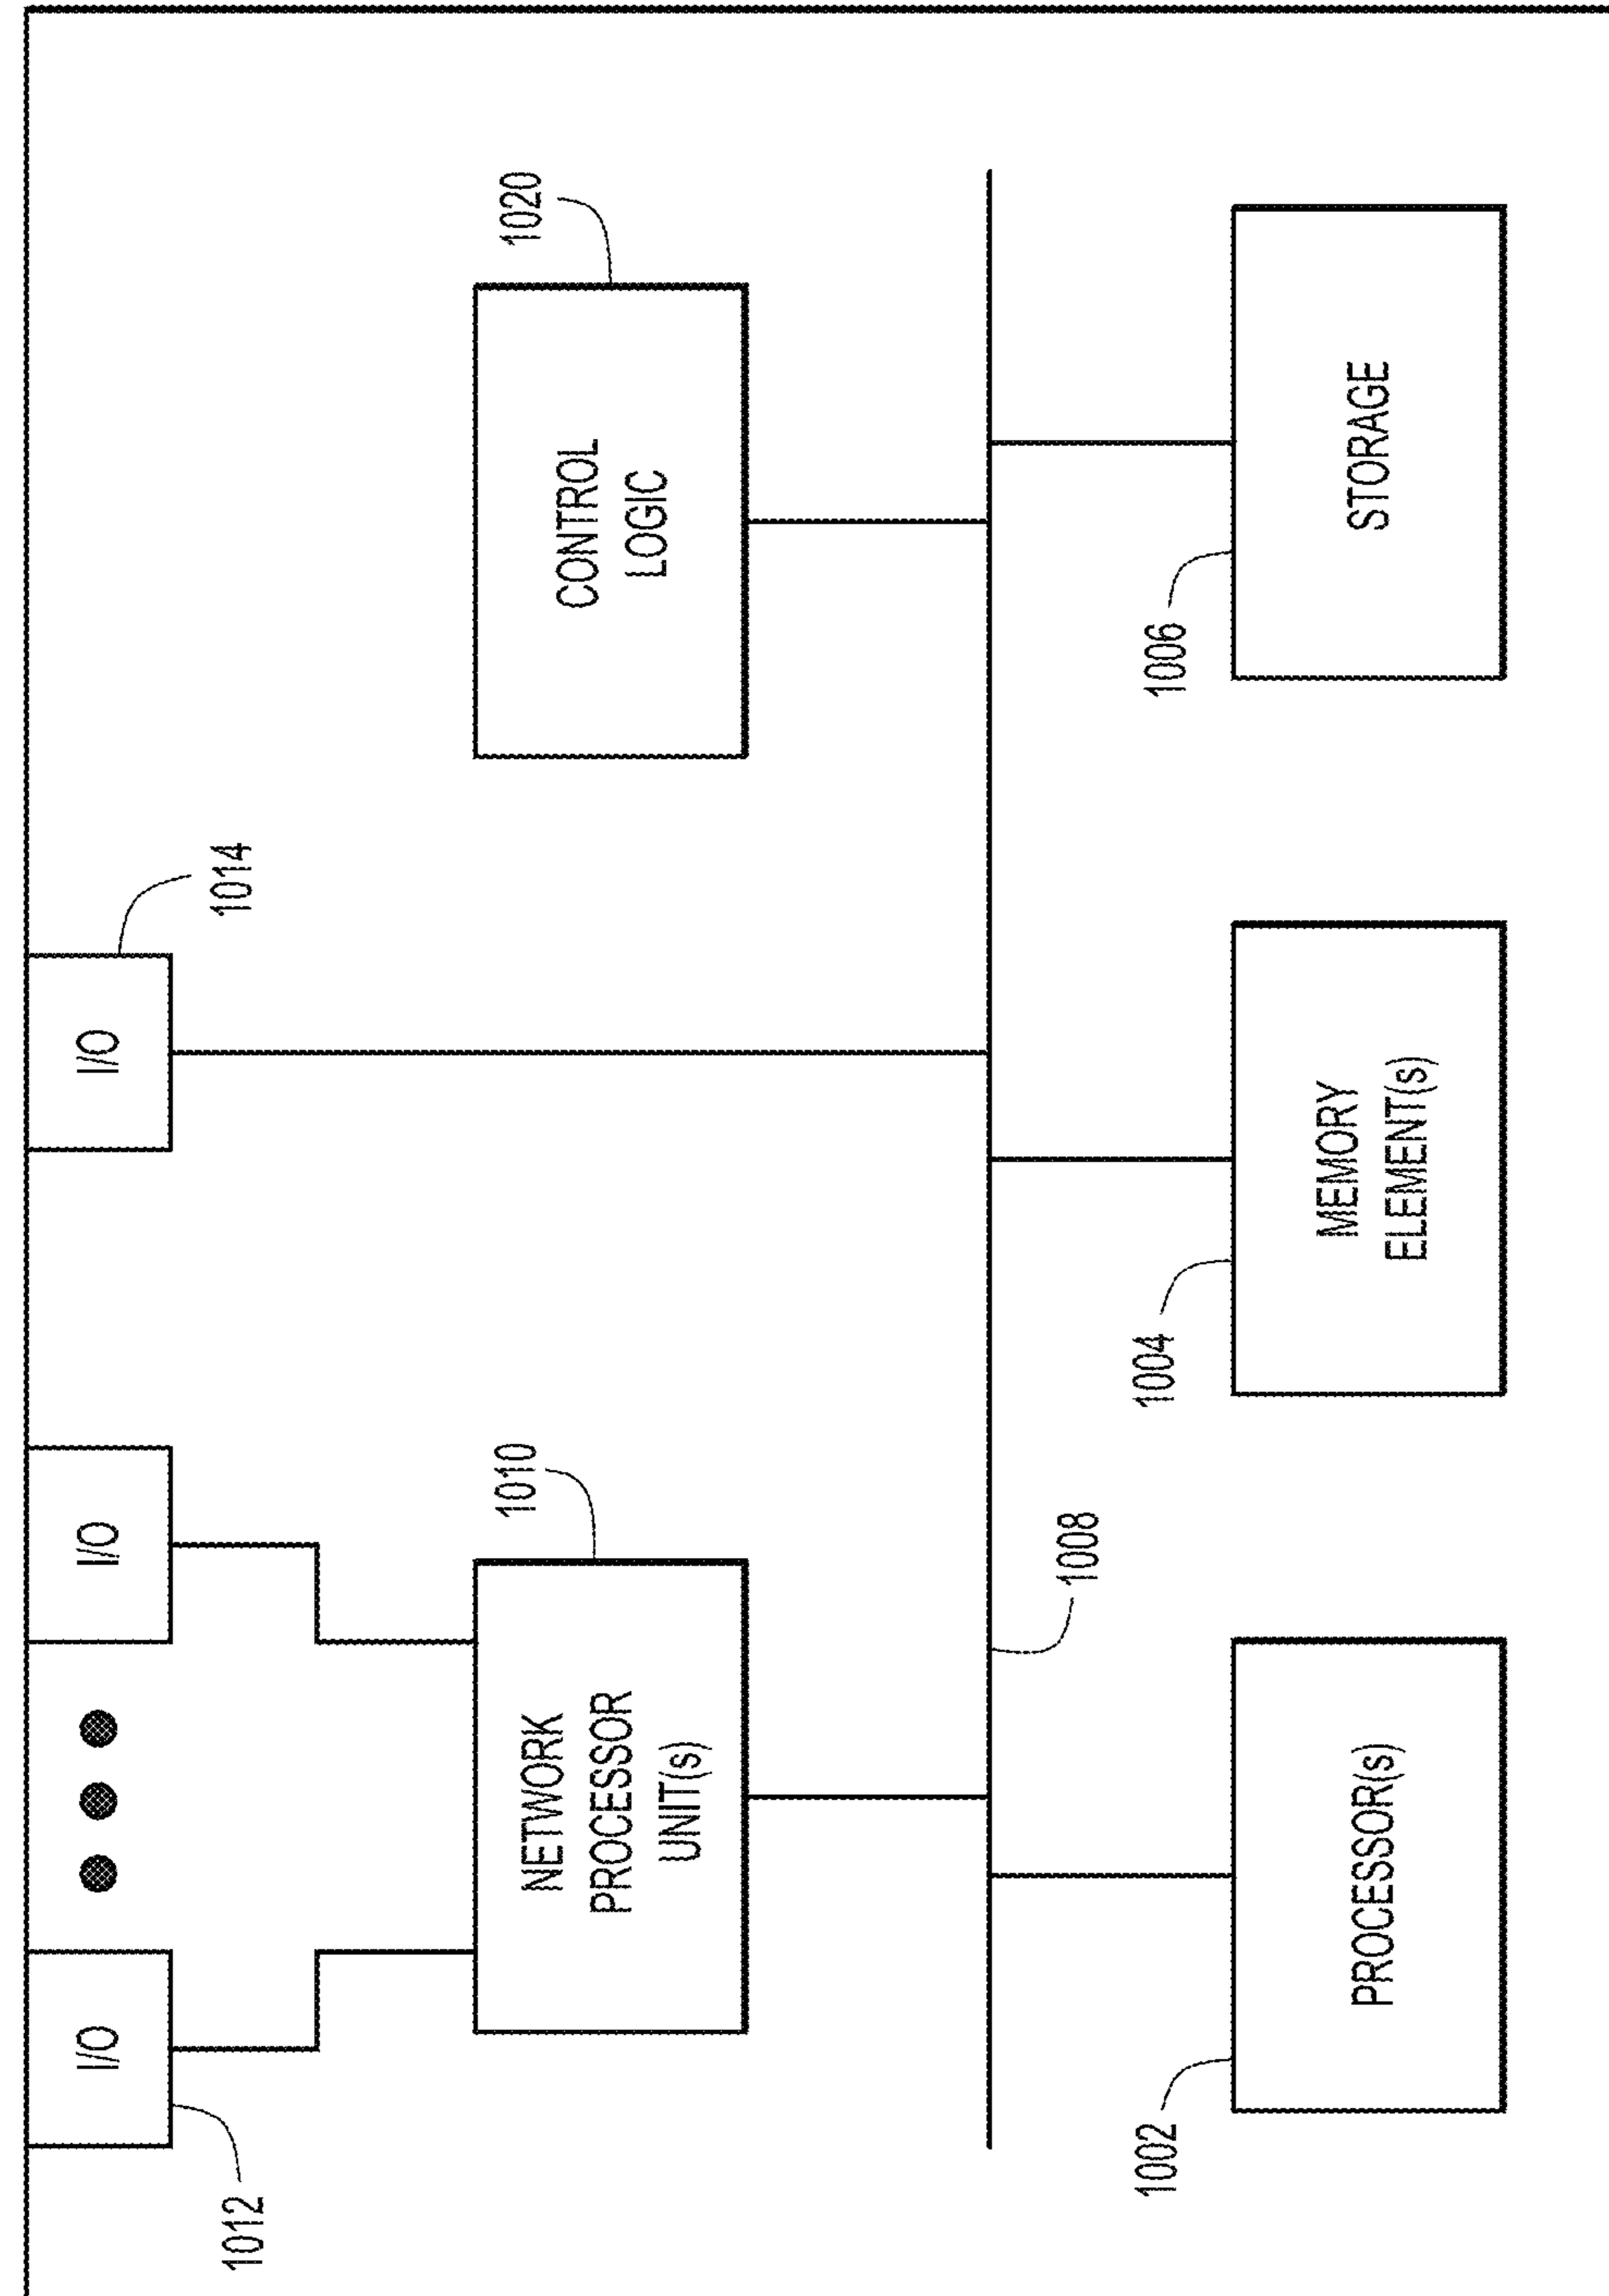 I/O
I/O
I/O
1012
1014
1010
1020
NETWORK
PROCESSOR
UNIT(s)
CONTROL
LOGIC
1008
1002
1004
1006
PROCESSOR(s)
MEMORY
ELEMENT(s)
STORAGE